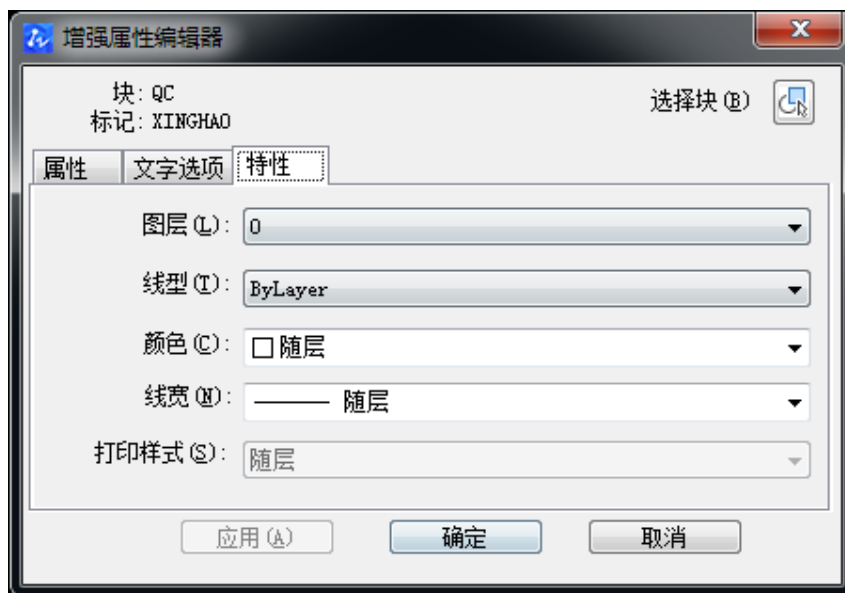 增强属性编辑器
块: QC
标记: XINGHAO
选择块(B)
属性 文字选项 特性
图层(L): 0
线型(T): ByLayer
颜色(C): 随层
线宽(N): 随层
打印样式(S): 随层
应用(A) 确定 取消